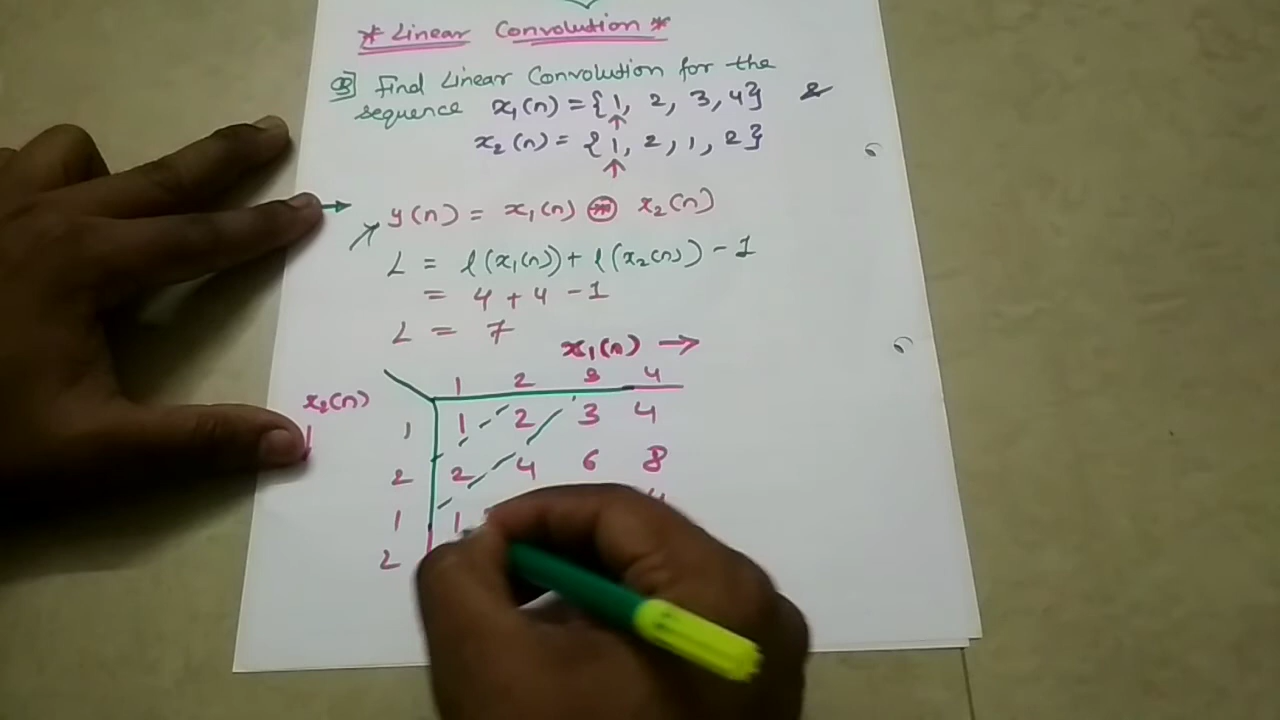 * Linear Convolution *
Q] Find Linear Convolution for the
sequence x₁(n) = {1, 2, 3, 4} &
↑
x₂(n) = {1, 2, 1, 2}
↑
→ y(n) = x₁(n) ⊛ x₂(n)
L = l(x₁(n)) + l(x₂(n)) - 1
= 4 + 4 - 1
L = 7
x₁(n) →
1 2 3 4
x₂(n)
↓
1 1 2 3 4
2 2 4 6 8
1 1
2